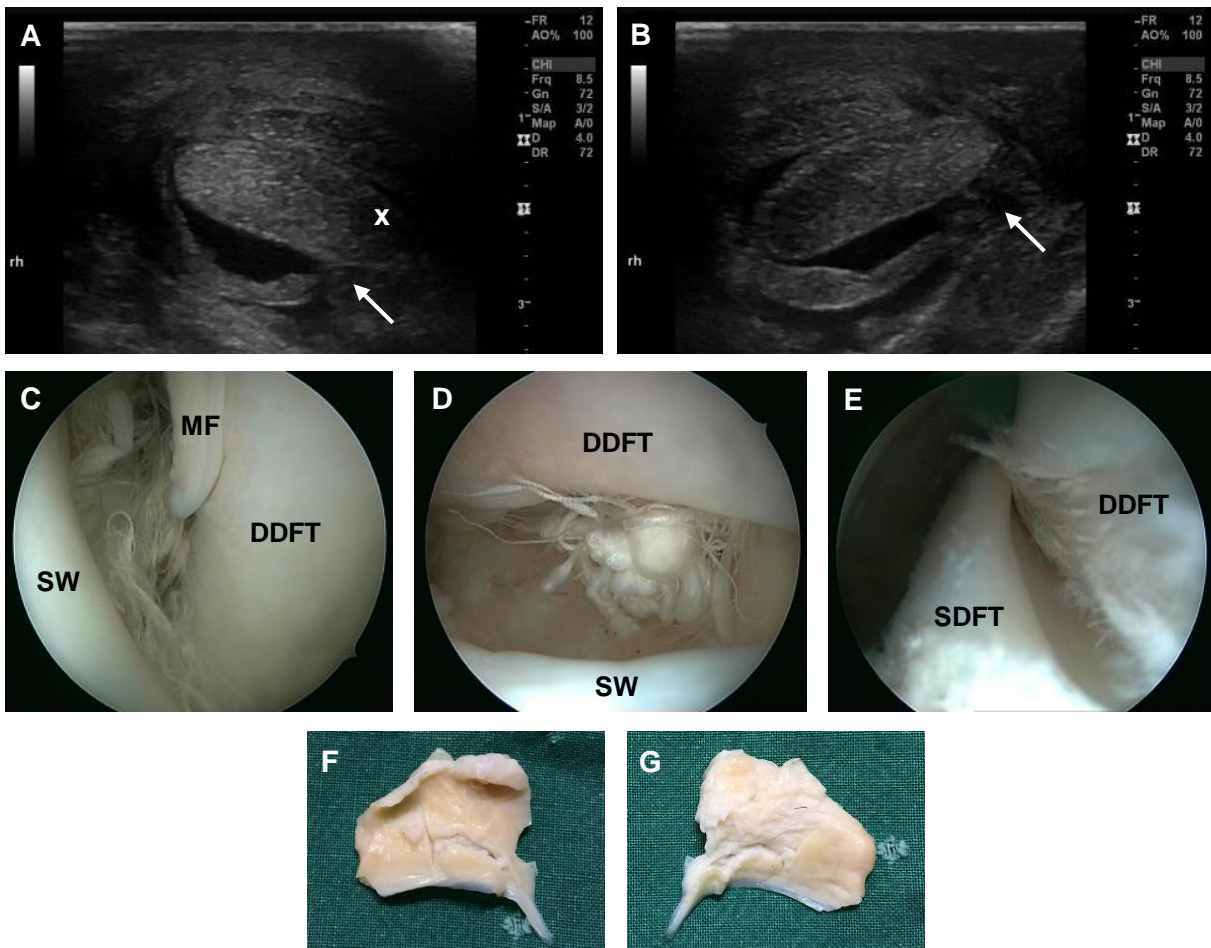 A
FR 12
AO% 100
CHI
Frq 8.5
Gn 72
S/A 3/2
Map A/0
D 4.0
DR 72
1
3
x
rh
B
FR 12
AO% 100
CHI
Frq 8.5
Gn 72
S/A 3/2
Map A/0
D 4.0
DR 72
1
3
rh
C
MF
DDFT
SW
D
DDFT
SW
E
DDFT
SDFT
F
G